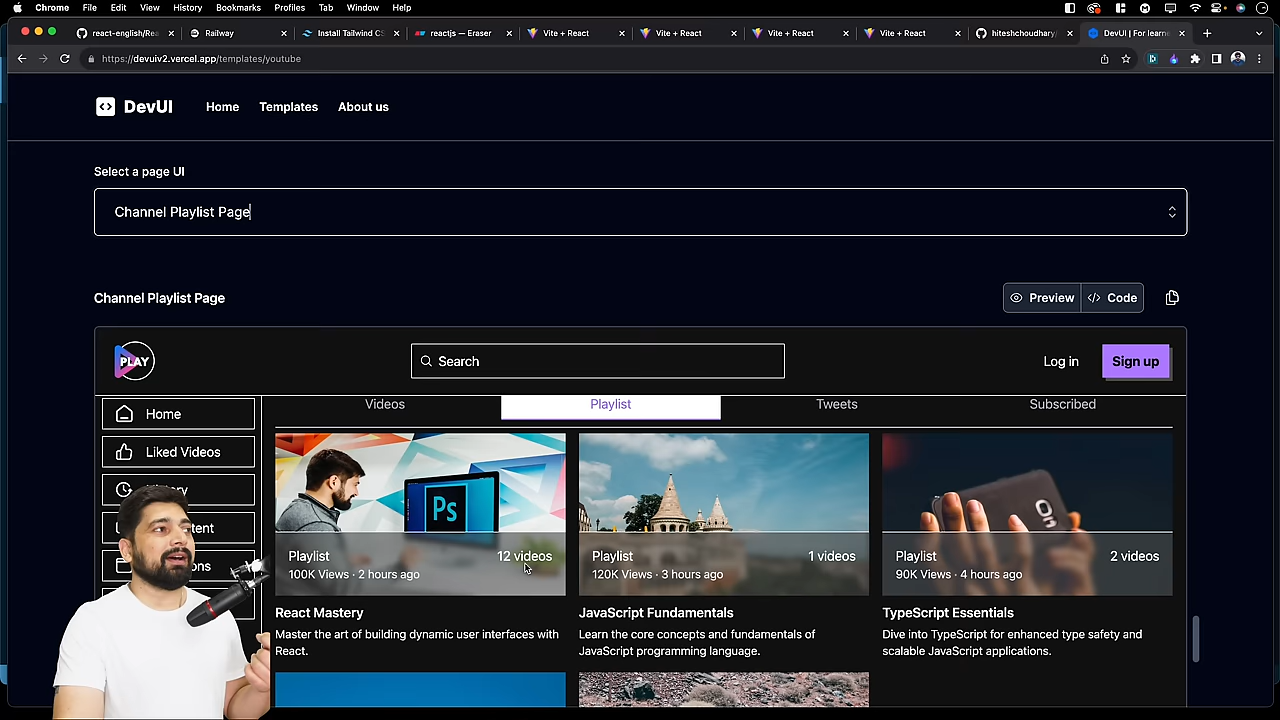 Chrome File Edit View History Bookmarks Profiles Tab Window Help
react-english/Rea Railway Install Tailwind CS reactjs — Eraser Vite + React Vite + React Vite + React Vite + React hiteshchoudhary/ DevUI | For learne
https://devuiv2.vercel.app/templates/youtube
DevUI Home Templates About us
Select a page UI
Channel Playlist Page
Channel Playlist Page
Preview Code
PLAY Search Log in Sign up
Videos Playlist Tweets Subscribed
Home
Liked Videos
Ps
Playlist 12 videos
100K Views · 2 hours ago
React Mastery
Master the art of building dynamic user interfaces with
React.
Playlist 1 videos
120K Views · 3 hours ago
JavaScript Fundamentals
Learn the core concepts and fundamentals of
JavaScript programming language.
Playlist 2 videos
90K Views · 4 hours ago
TypeScript Essentials
Dive into TypeScript for enhanced type safety and
scalable JavaScript applications.